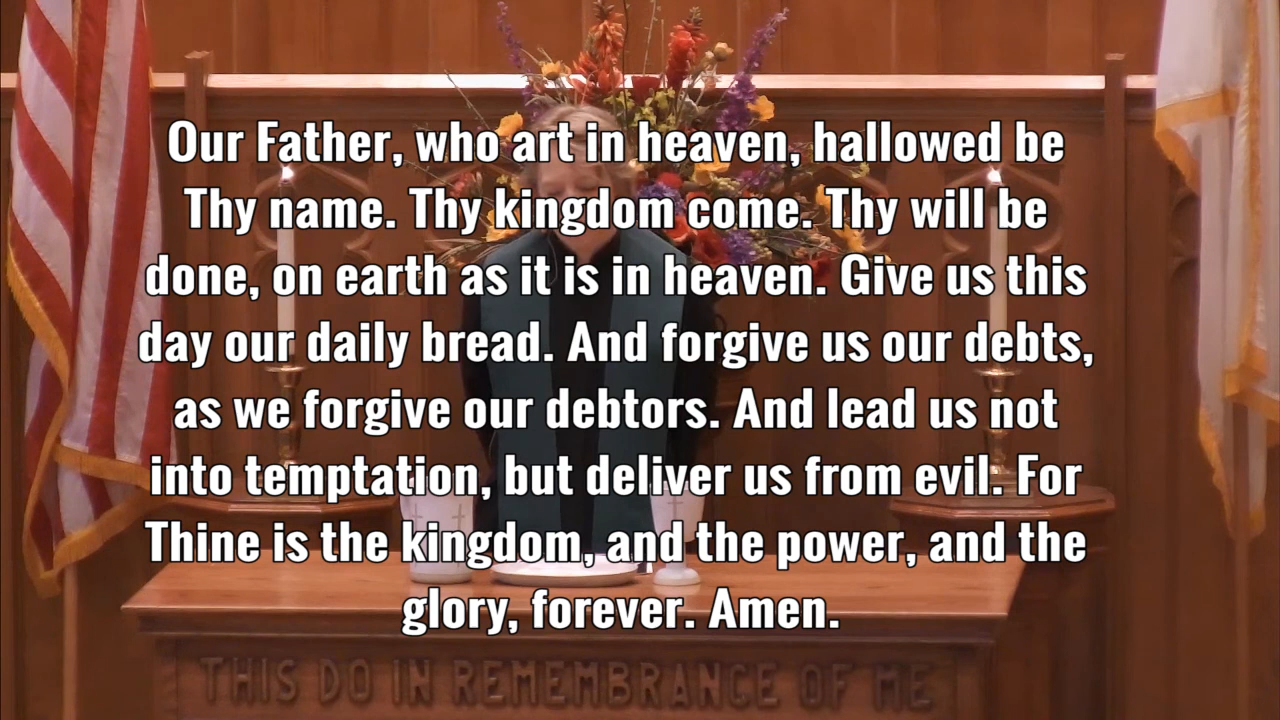 Our Father, who art in heaven, hallowed be
Thy name. Thy kingdom come. Thy will be
done, on earth as it is in heaven. Give us this
day our daily bread. And forgive us our debts,
as we forgive our debtors. And lead us not
into temptation, but deliver us from evil. For
Thine is the kingdom, and the power, and the
glory, forever. Amen.
THIS DO IN REMEMBRANCE OF ME